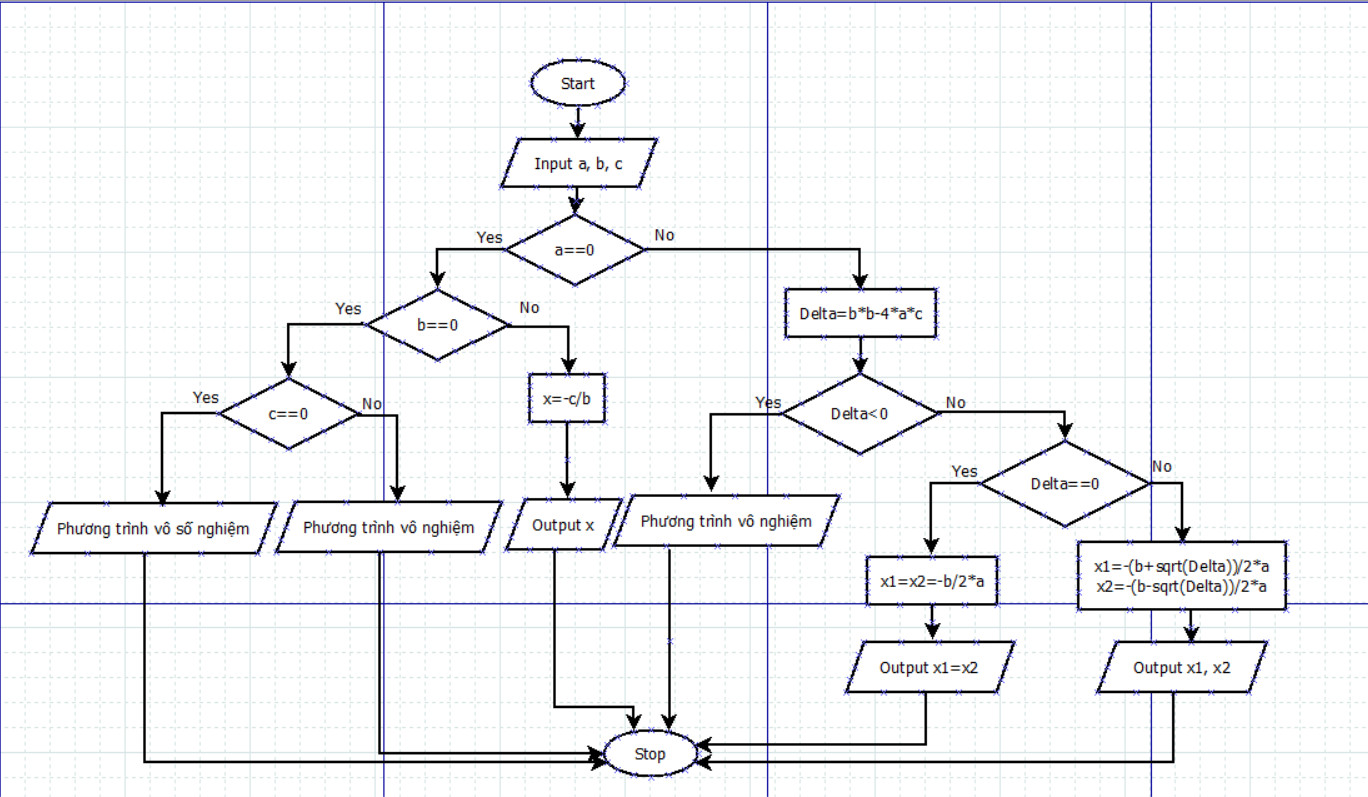 Start
Input a, b, c
a==0
Yes
No
b==0
Yes
No
Delta=b*b-4*a*c
c==0
Yes
No
x=-c/b
Delta<0
Yes
No
Delta==0
Yes
No
Phương trình vô số nghiệm
Phương trình vô nghiệm
Output x
Phương trình vô nghiệm
x1=x2=-b/2*a
x1=-(b+sqrt(Delta))/2*a
x2=-(b-sqrt(Delta))/2*a
Output x1=x2
Output x1, x2
Stop